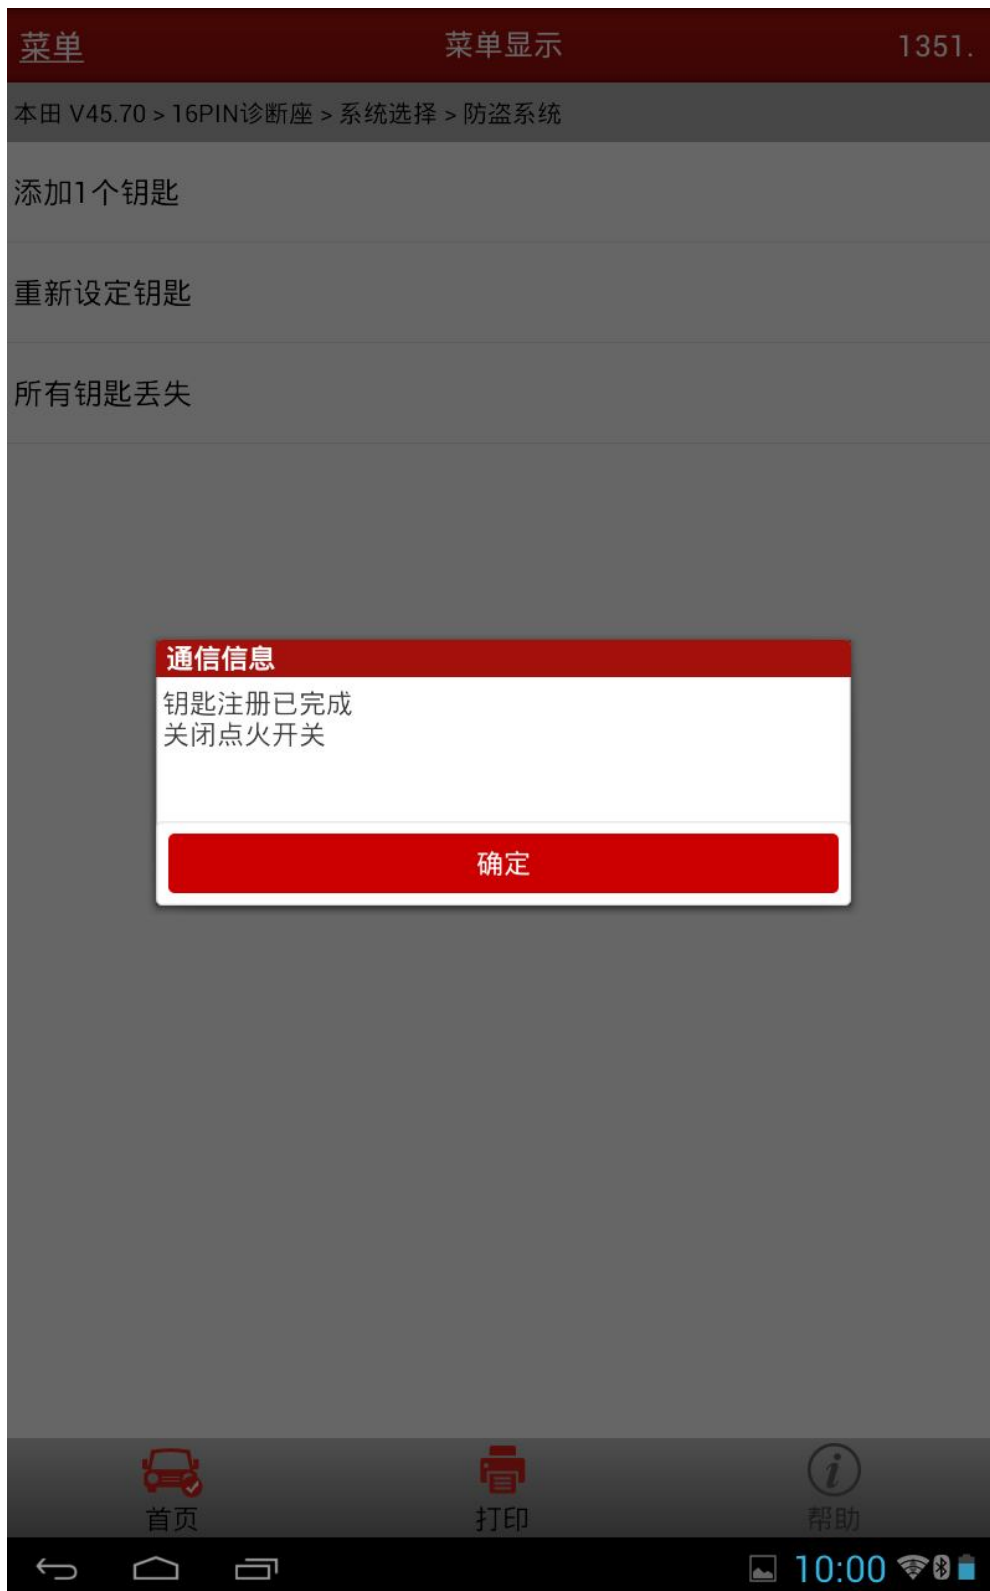 菜单 菜单显示 1351.
本田 V45.70 > 16PIN诊断座 > 系统选择 > 防盗系统
添加1个钥匙
重新设定钥匙
所有钥匙丢失
通信信息
钥匙注册已完成
关闭点火开关
确定
首页 打印 帮助
10:00